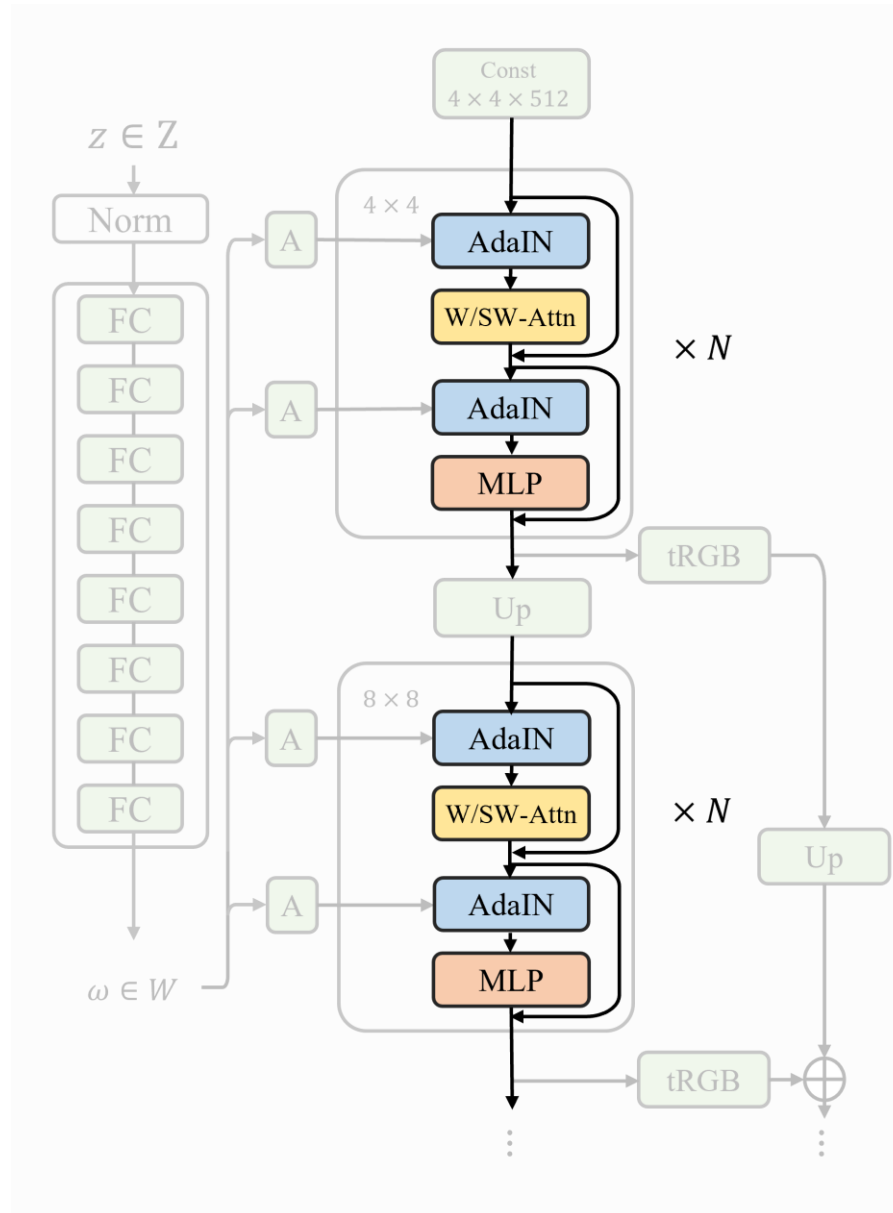 Const
4 × 4 × 512
z ∈ Z
Norm
FC
FC
FC
FC
FC
FC
FC
FC
ω ∈ W
A
4 × 4
AdaIN
W/SW-Attn
× N
A
AdaIN
MLP
tRGB
Up
A
8 × 8
AdaIN
W/SW-Attn
× N
Up
A
AdaIN
MLP
tRGB
⋮
⋮